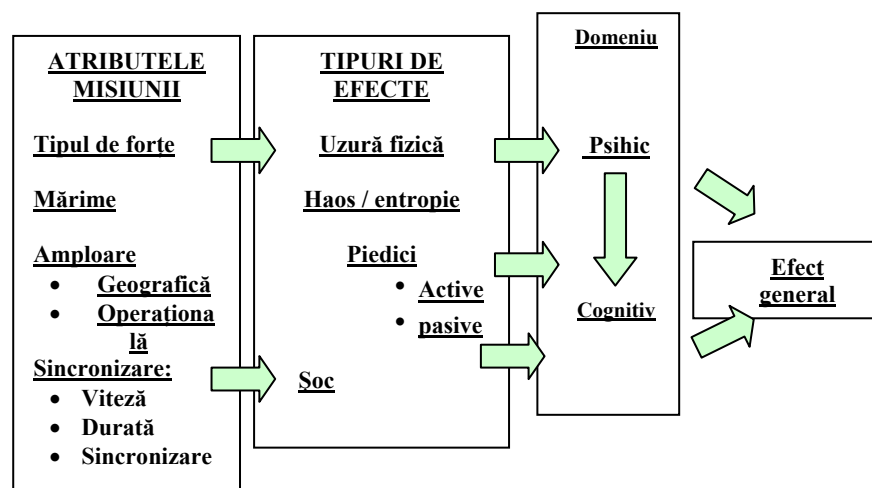 ATRIBUTELE
MISIUNII
Tipul de forțe
Mărime
Amploare
• Geografică
• Operaționa
lă
Sincronizare:
• Viteză
• Durată
• Sincronizare
TIPURI DE
EFECTE
Uzură fizică
Haos / entropie
Piedici
• Active
• pasive
Șoc
Domeniu
Psihic
Cognitiv
Efect
general